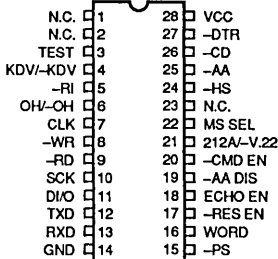 N.C. 1 28 VCC
N.C. 2 27 –DTR
TEST 3 26 –CD
KDV/–KDV 4 25 –AA
–RI 5 24 –HS
OH/–OH 6 23 N.C.
CLK 7 22 MS SEL
–WR 8 21 212A/–V.22
–RD 9 20 –CMD EN
SCK 10 19 –AA DIS
DI/O 11 18 ECHO EN
TXD 12 17 –RES EN
RXD 13 16 WORD
GND 14 15 –PS